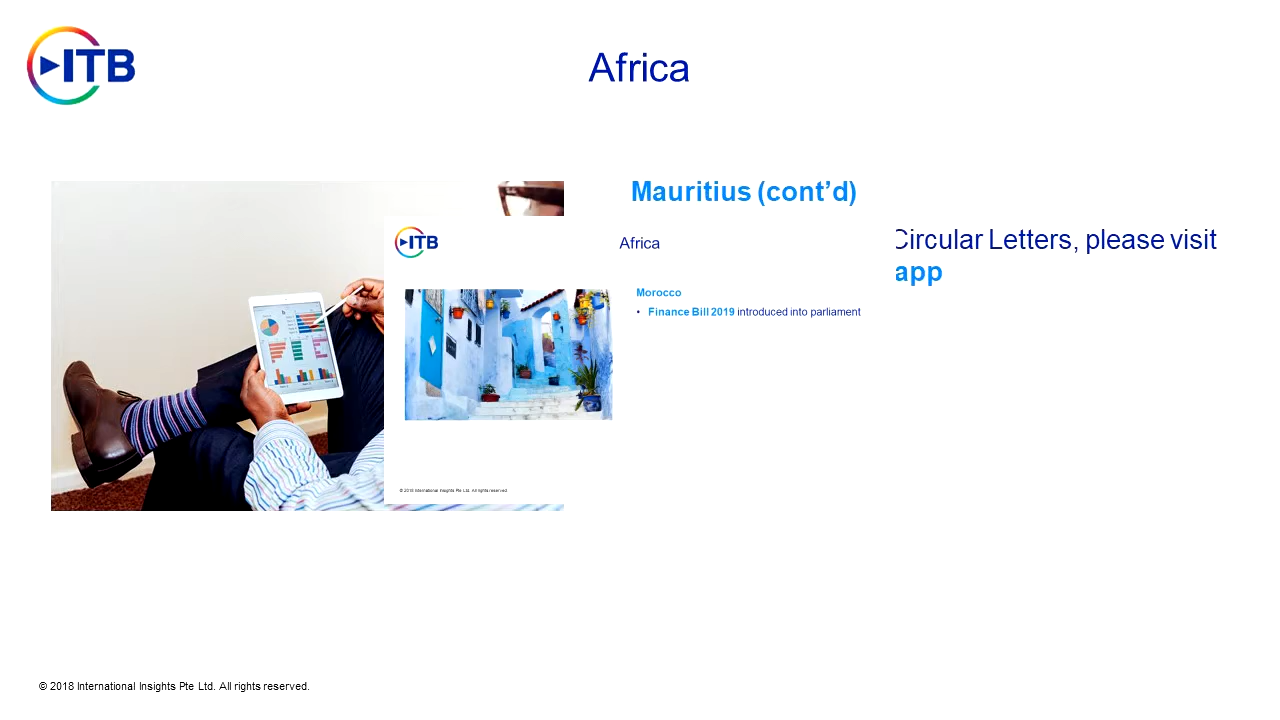 ITB
Africa
Mauritius (cont’d)
Circular Letters, please visit
app
ITB
Africa
Morocco
• Finance Bill 2019 introduced into parliament
© 2018 International Insights Pte Ltd. All rights reserved.
© 2018 International Insights Pte Ltd. All rights reserved.